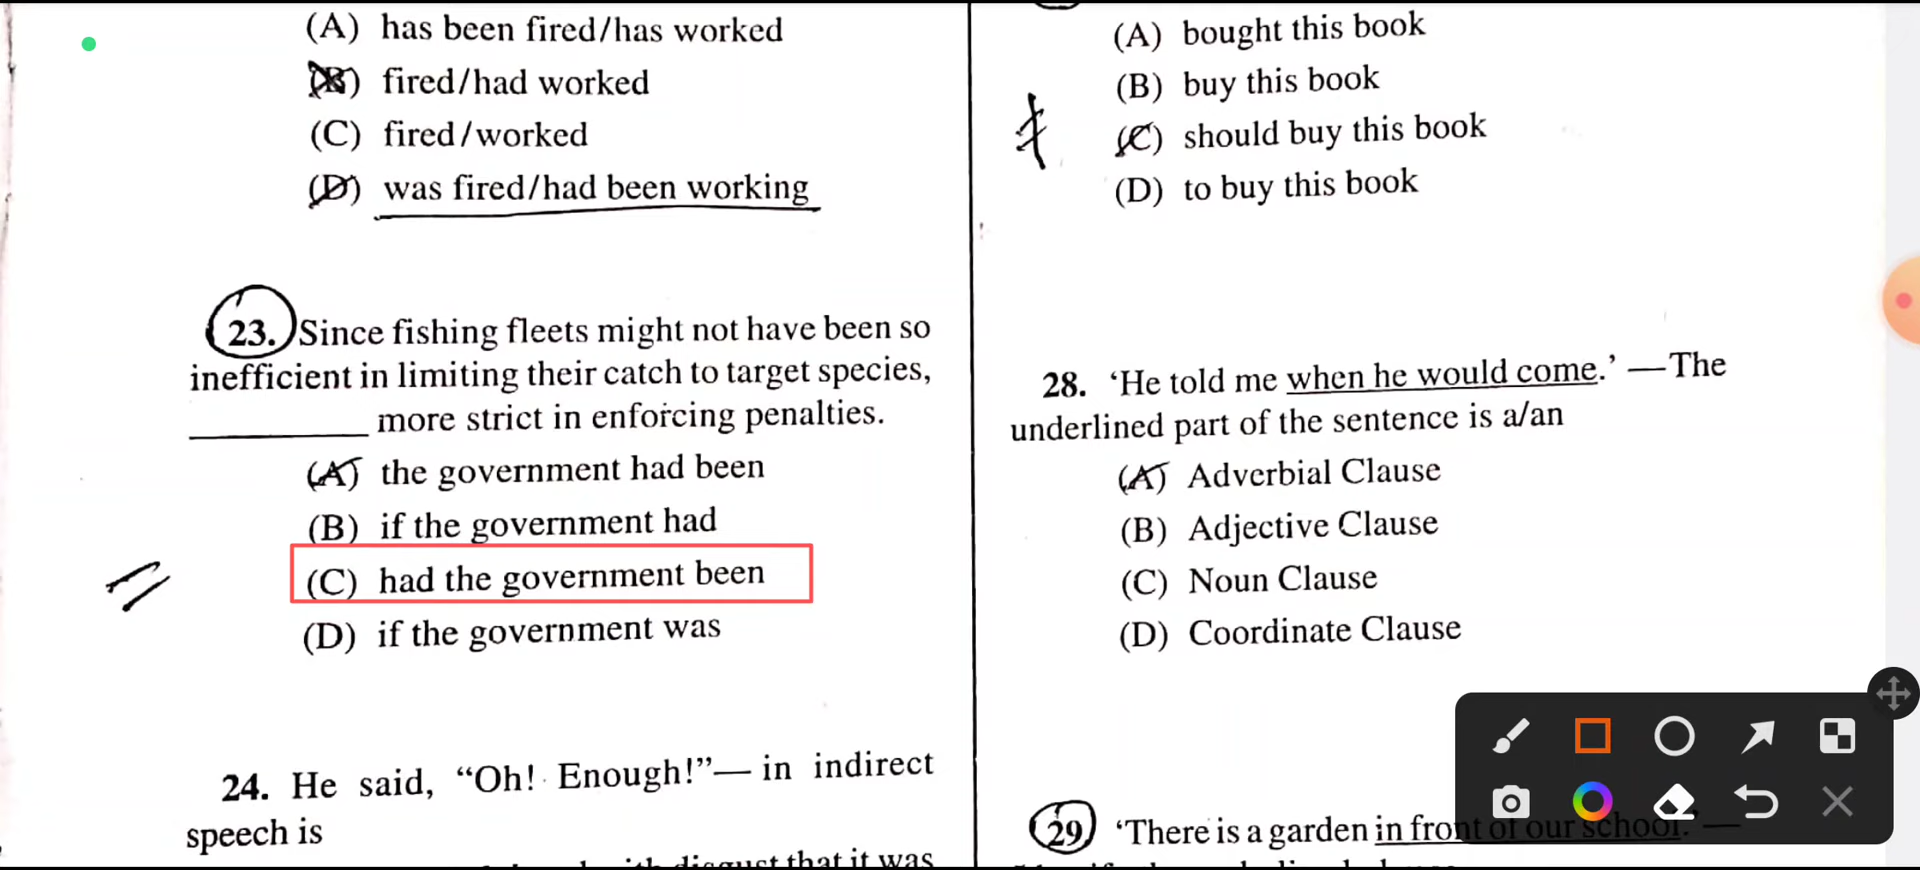 (A) has been fired/has worked
(B) fired/had worked
(C) fired/worked
(D) was fired/had been working
23. Since fishing fleets might not have been so
inefficient in limiting their catch to target species,
__________ more strict in enforcing penalties.
(A) the government had been
(B) if the government had
(C) had the government been
(D) if the government was
24. He said, “Oh! Enough!”— in indirect
speech is
disgust that it was
(A) bought this book
(B) buy this book
(C) should buy this book
(D) to buy this book
28. ‘He told me when he would come.’ —The
underlined part of the sentence is a/an
(A) Adverbial Clause
(B) Adjective Clause
(C) Noun Clause
(D) Coordinate Clause
29 ‘There is a garden in front of our school.’—